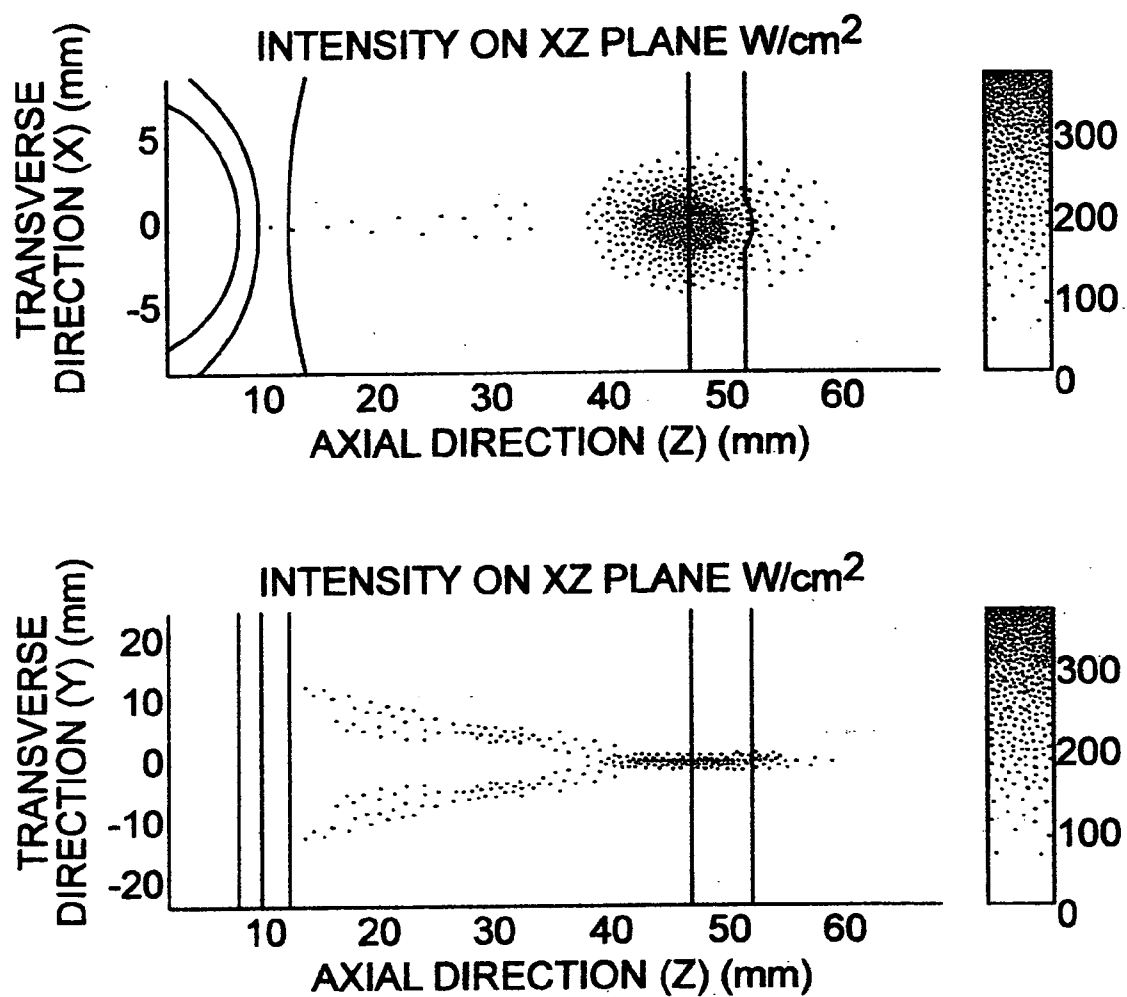 INTENSITY ON XZ PLANE W/cm2
TRANSVERSE
DIRECTION (X) (mm)
5
0
-5
10 20 30 40 50 60
AXIAL DIRECTION (Z) (mm)
300
200
100
0
INTENSITY ON XZ PLANE W/cm2
TRANSVERSE
DIRECTION (Y) (mm)
20
10
0
-10
-20
10 20 30 40 50 60
AXIAL DIRECTION (Z) (mm)
300
200
100
0